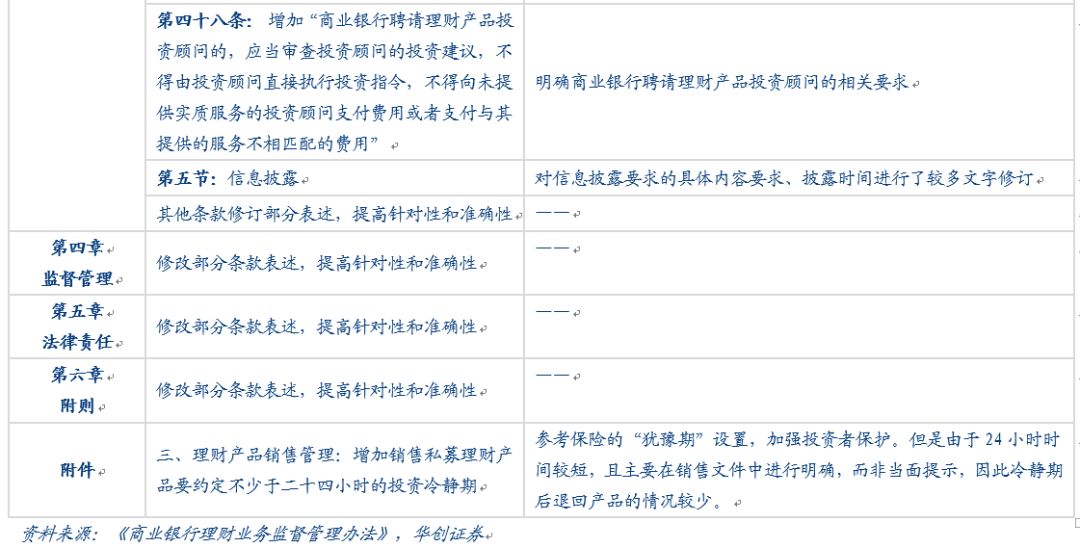 第四十八条：增加“商业银行聘请理财产品投
资顾问的，应当审查投资顾问的投资建议，不
得由投资顾问直接执行投资指令，不得向未提
供实质服务的投资顾问支付费用或者支付与其
提供的服务不相匹配的费用”
明确商业银行聘请理财产品投资顾问的相关要求
第五节：信息披露
对信息披露要求的具体内容要求、披露时间进行了较多文字修订
其他条款修订部分表述，提高针对性和准确性
——
第四章
监督管理
修改部分条款表述，提高针对性和准确性
——
第五章
法律责任
修改部分条款表述，提高针对性和准确性
——
第六章
附则
修改部分条款表述，提高针对性和准确性
——
附件
三、理财产品销售管理：增加销售私募理财产
品要约定不少于二十四小时的投资冷静期
参考保险的“犹豫期”设置，加强投资者保护。但是由于 24 小时时
间较短，且主要在销售文件中进行明确，而非当面提示，因此冷静期
后退回产品的情况较少。
资料来源：《商业银行理财业务监督管理办法》，华创证券